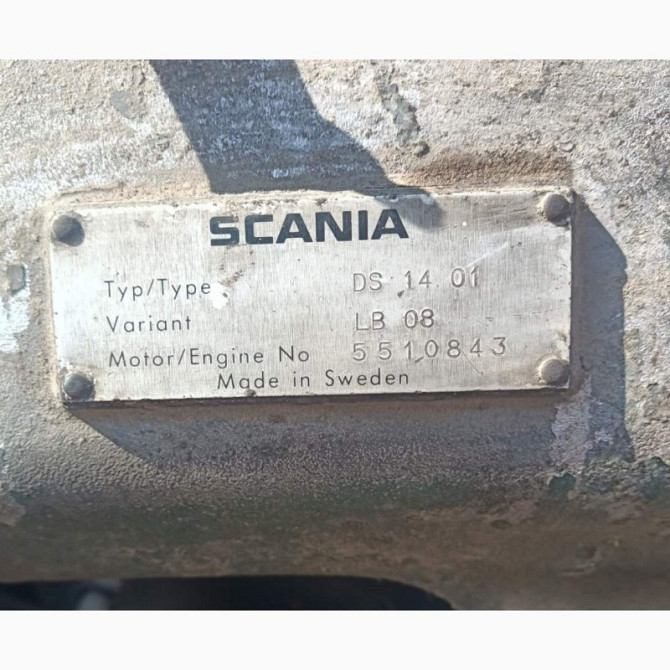 SCANIA
Typ/Type DS 14 01
Variant LB 08
Motor/Engine No 5510843
Made in Sweden